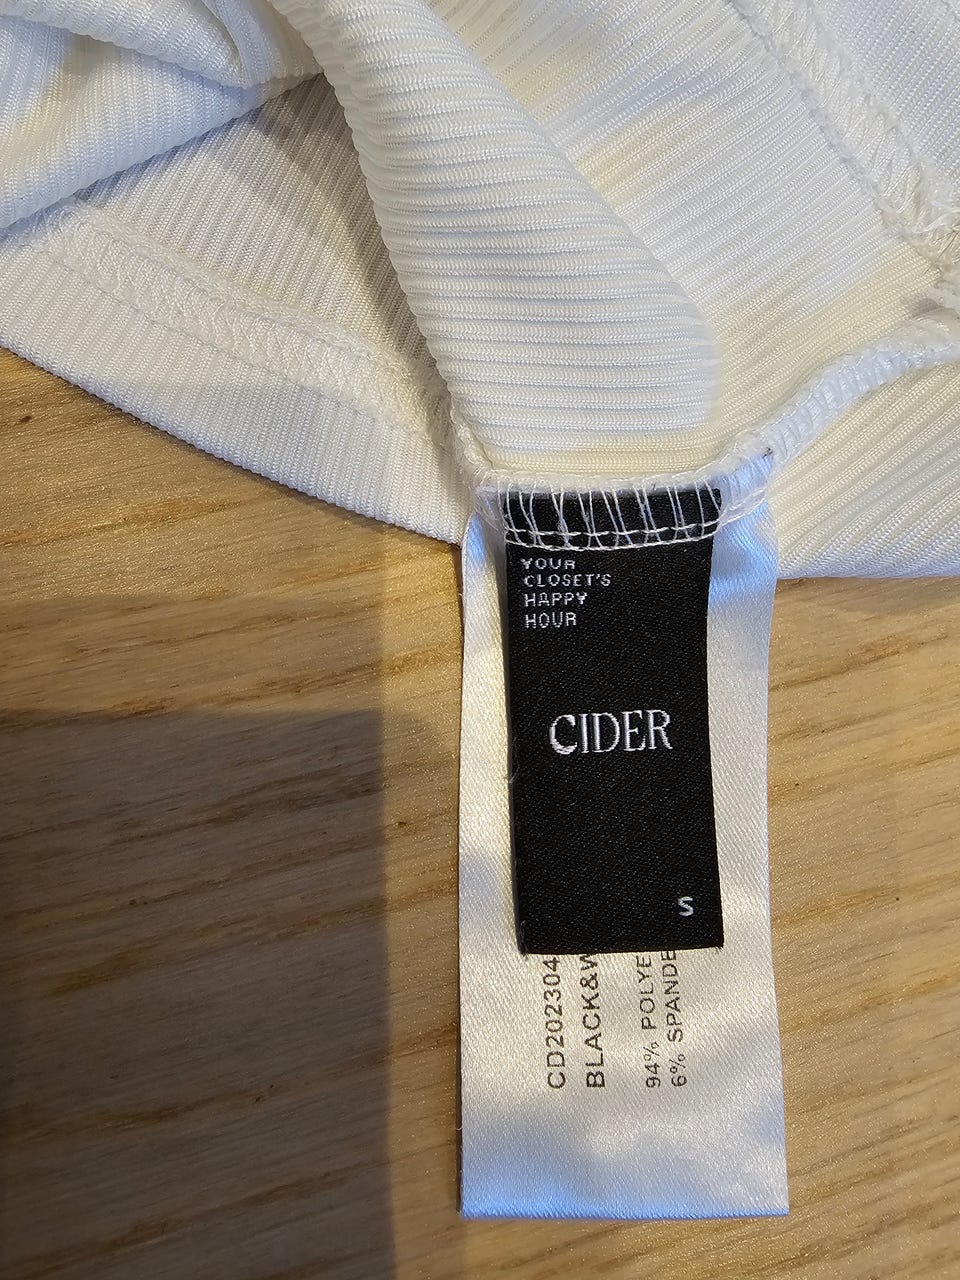 YOUR
CLOSET'S
HAPPY
HOUR
CIDER
S
CD202304
BLACK&W
94% POLYE
6% SPANDE